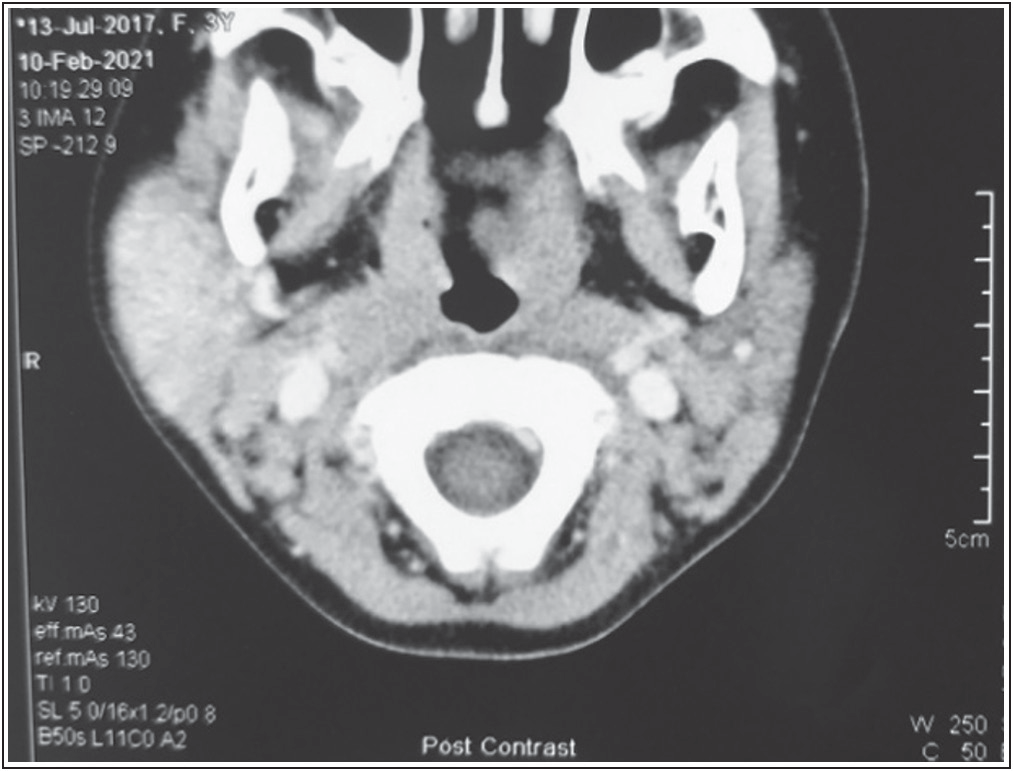 *13-Jul-2017, F, 3Y
10-Feb-2021
10:19:29 09
3 IMA 12
SP -212 9
R
5cm
kV 130
eff.mAs 43
ref.mAs 130
TI 1 0
SL 5 0/16x1.2/p0 8
B50s L11C0 A2
Post Contrast
W 250
C 50